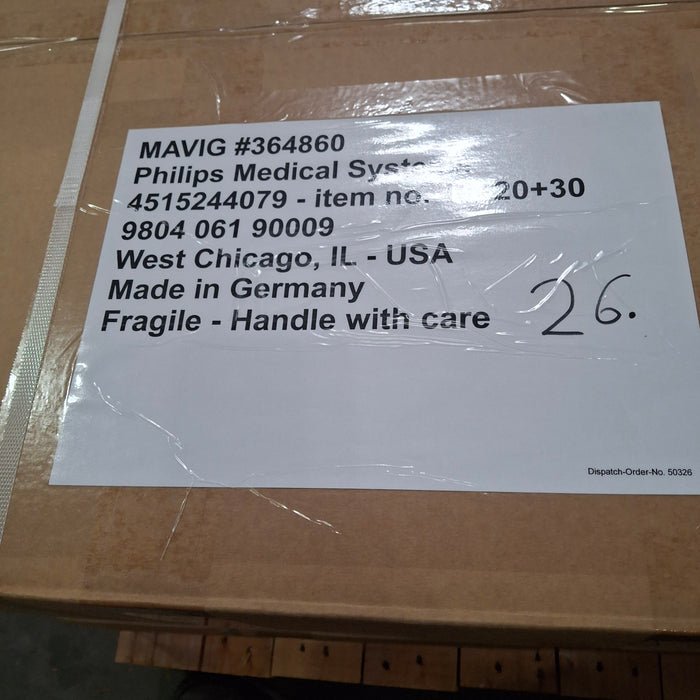 MAVIG #364860
Philips Medical Systems
4515244079 - item no. 20+30
9804 061 90009
West Chicago, IL - USA
Made in Germany
Fragile - Handle with care
26.
Dispatch-Order-No. 50326